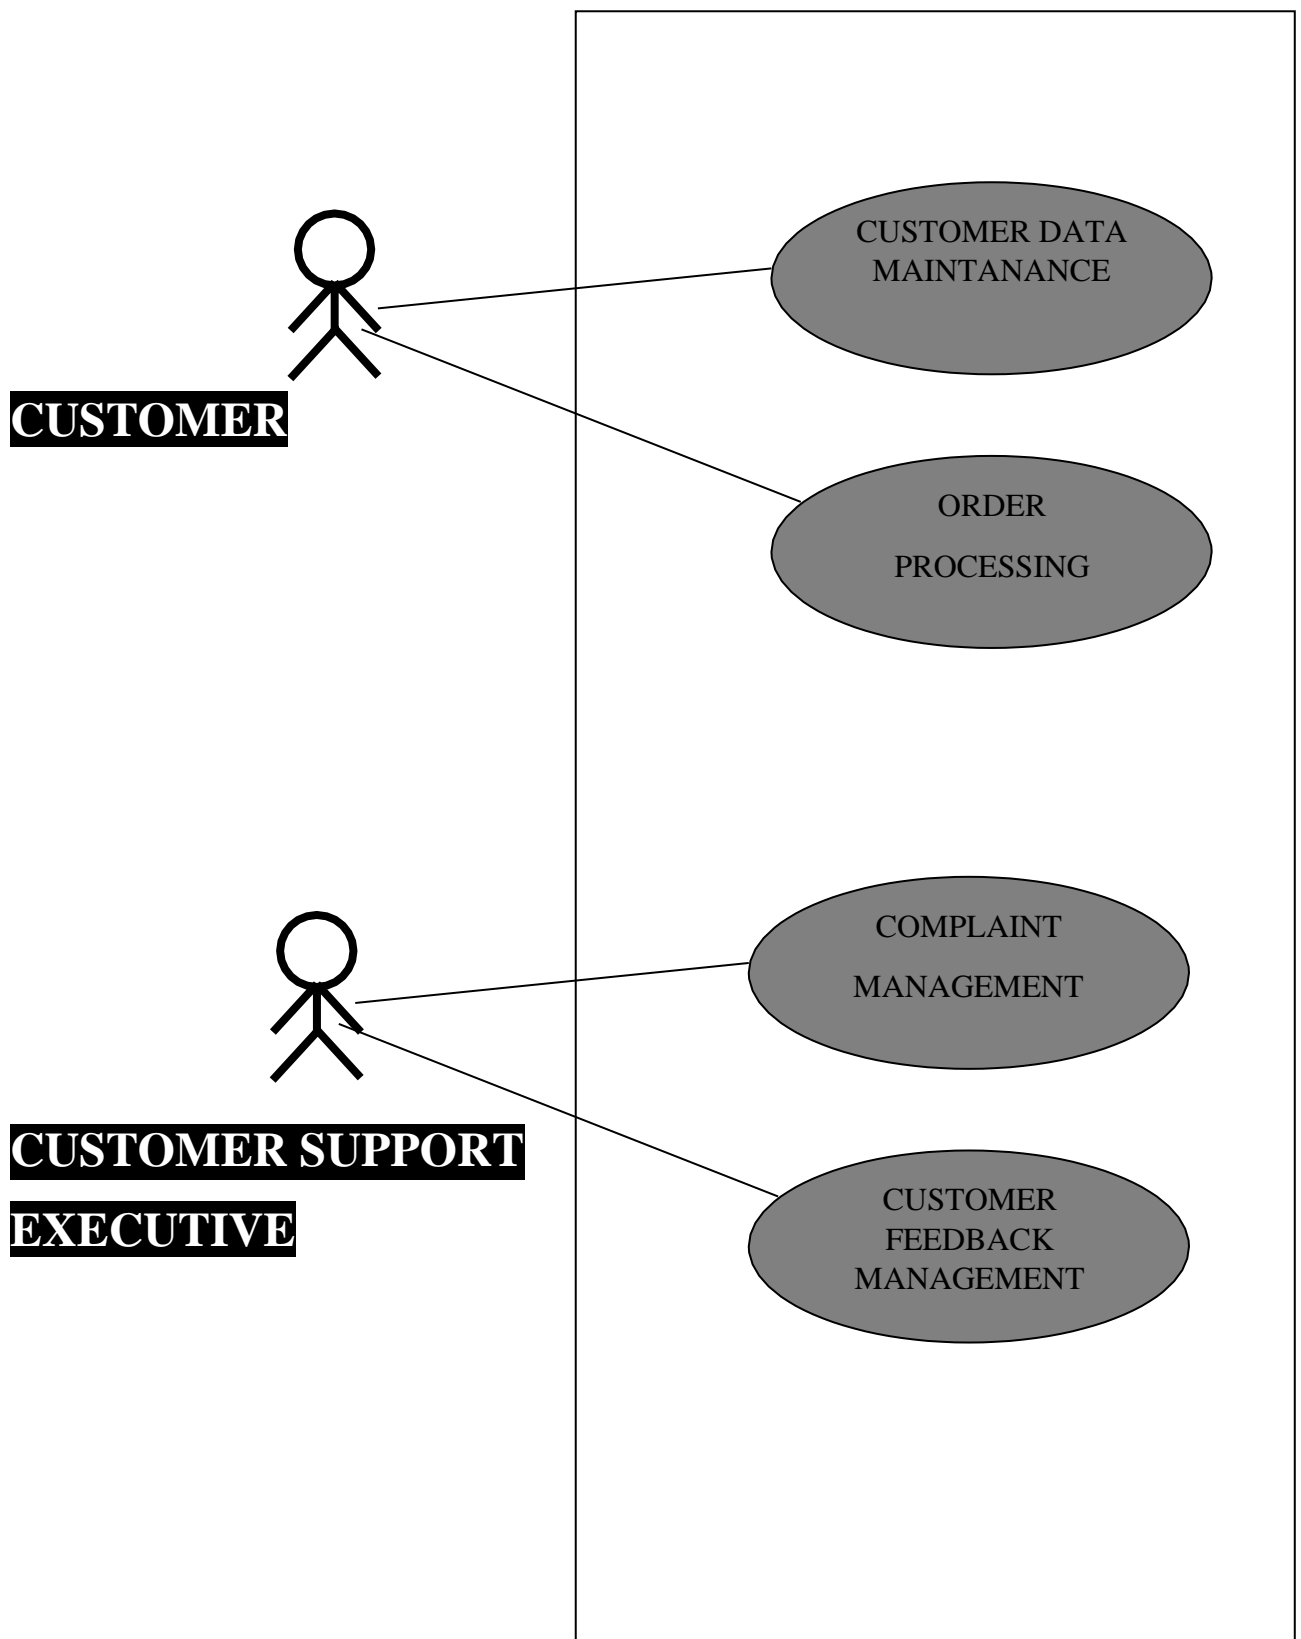 CUSTOMER DATA
MAINTANANCE
CUSTOMER
ORDER
PROCESSING
COMPLAINT
MANAGEMENT
CUSTOMER SUPPORT
EXECUTIVE
CUSTOMER
FEEDBACK
MANAGEMENT